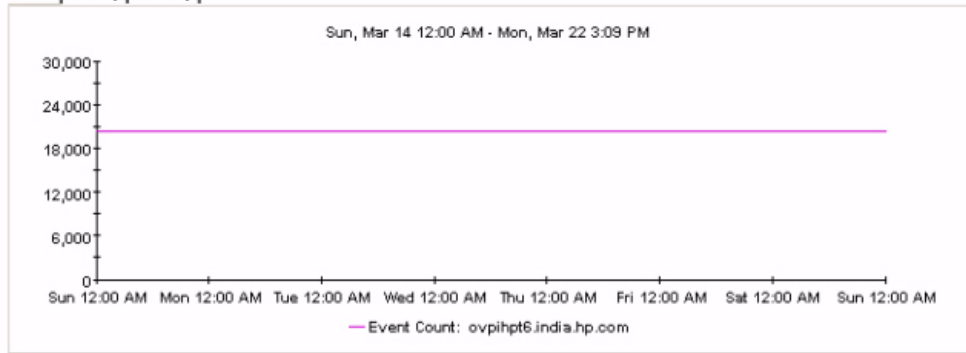 Sun, Mar 14 12:00 AM - Mon, Mar 22 3:09 PM
30,000
24,000
18,000
12,000
6,000
0
Sun 12:00 AM Mon 12:00 AM Tue 12:00 AM Wed 12:00 AM Thu 12:00 AM Fri 12:00 AM Sat 12:00 AM Sun 12:00 AM
Event Count: ovpihpt6.india.hp.com